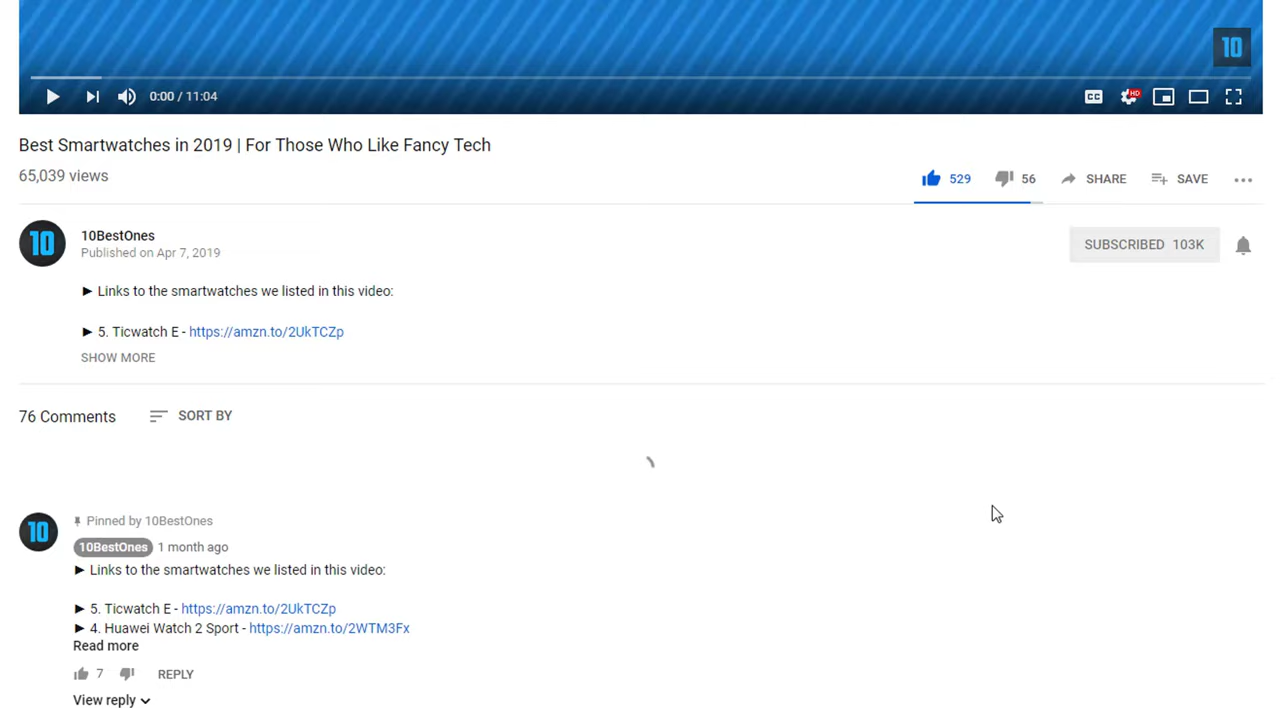 10
0:00 / 11:04
CC
HD
Best Smartwatches in 2019 | For Those Who Like Fancy Tech
65,039 views
529
56
SHARE
SAVE
10
10BestOnes
Published on Apr 7, 2019
SUBSCRIBED 103K
► Links to the smartwatches we listed in this video:
► 5. Ticwatch E - https://amzn.to/2UkTCZp
SHOW MORE
76 Comments
SORT BY
10
Pinned by 10BestOnes
10BestOnes 1 month ago
► Links to the smartwatches we listed in this video:
► 5. Ticwatch E - https://amzn.to/2UkTCZp
► 4. Huawei Watch 2 Sport - https://amzn.to/2WTM3Fx
Read more
7
REPLY
View reply